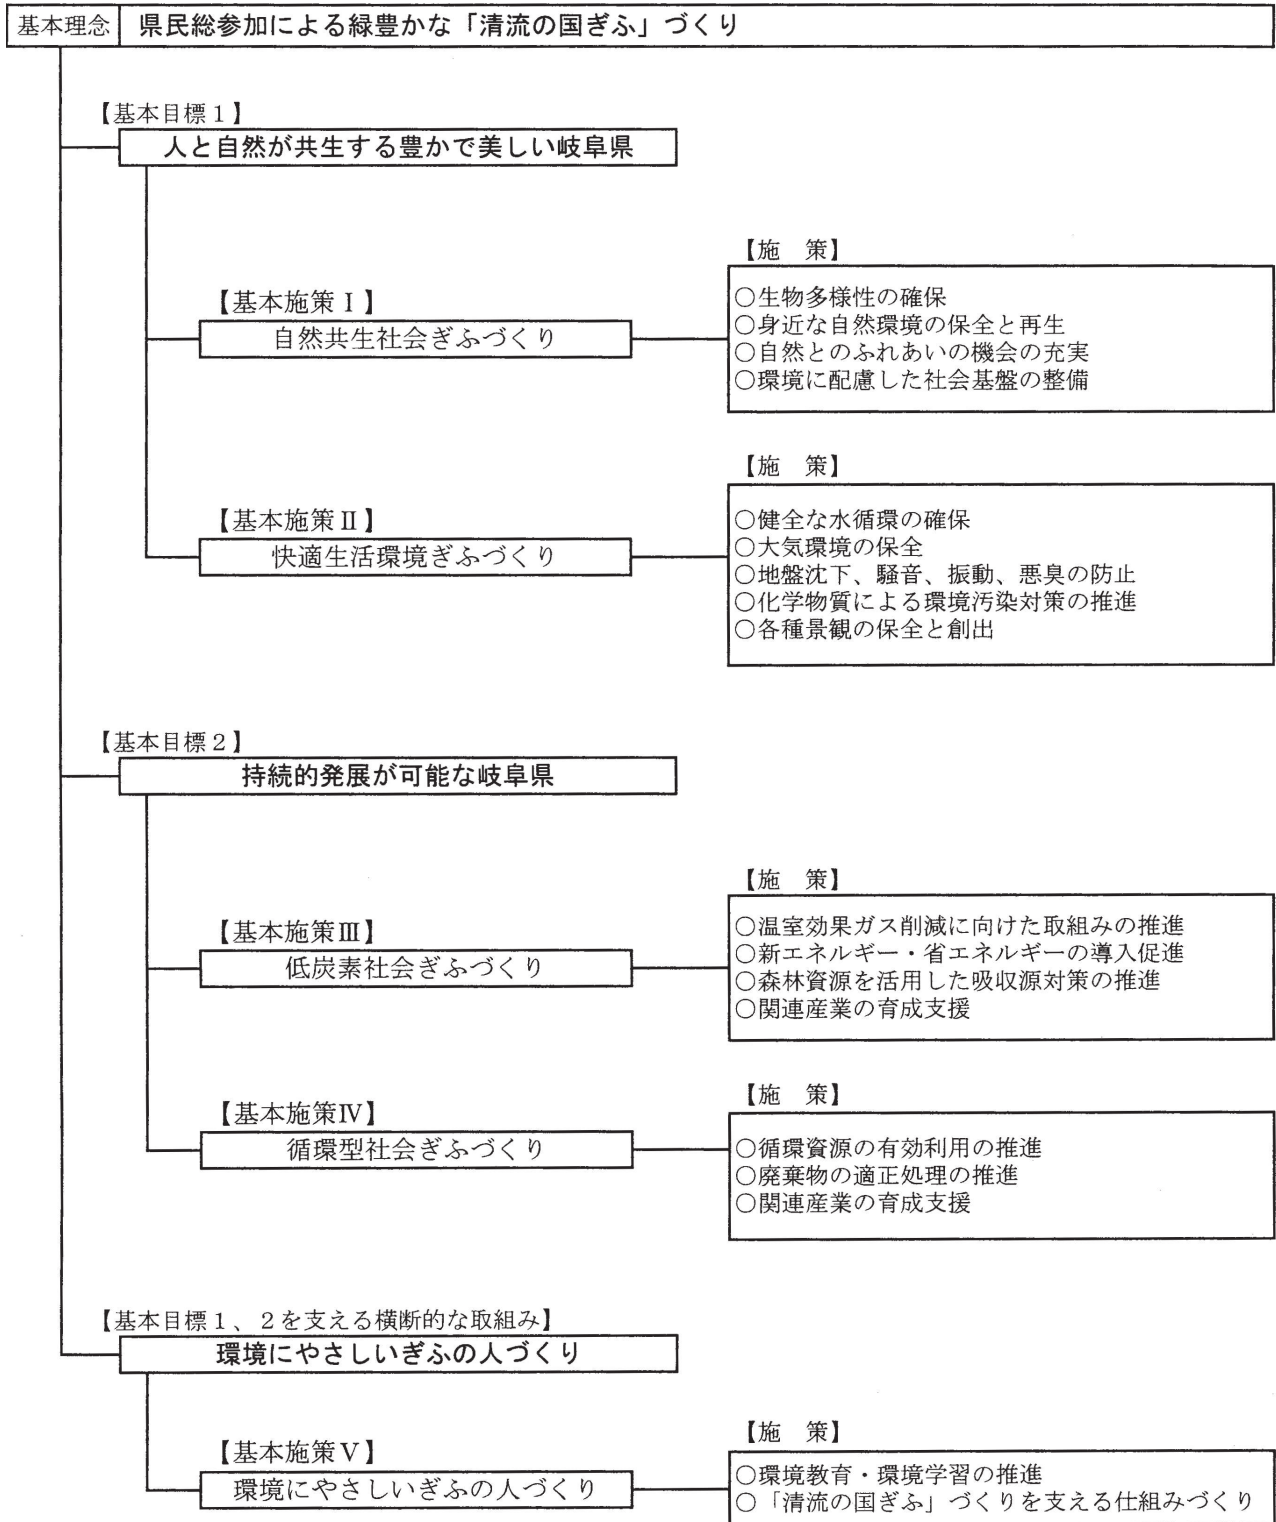 基本理念 県民総参加による緑豊かな「清流の国ぎふ」づくり
【基本目標１】
人と自然が共生する豊かで美しい岐阜県
【基本施策Ⅰ】
自然共生社会ぎふづくり
【施　策】
○生物多様性の確保
○身近な自然環境の保全と再生
○自然とのふれあいの機会の充実
○環境に配慮した社会基盤の整備
【基本施策Ⅱ】
快適生活環境ぎふづくり
【施　策】
○健全な水循環の確保
○大気環境の保全
○地盤沈下、騒音、振動、悪臭の防止
○化学物質による環境汚染対策の推進
○各種景観の保全と創出
【基本目標２】
持続的発展が可能な岐阜県
【基本施策Ⅲ】
低炭素社会ぎふづくり
【施　策】
○温室効果ガス削減に向けた取組みの推進
○新エネルギー・省エネルギーの導入促進
○森林資源を活用した吸収源対策の推進
○関連産業の育成支援
【基本施策Ⅳ】
循環型社会ぎふづくり
【施　策】
○循環資源の有効利用の推進
○廃棄物の適正処理の推進
○関連産業の育成支援
【基本目標１、２を支える横断的な取組み】
環境にやさしいぎふの人づくり
【基本施策Ⅴ】
環境にやさしいぎふの人づくり
【施　策】
○環境教育・環境学習の推進
○「清流の国ぎふ」づくりを支える仕組みづくり